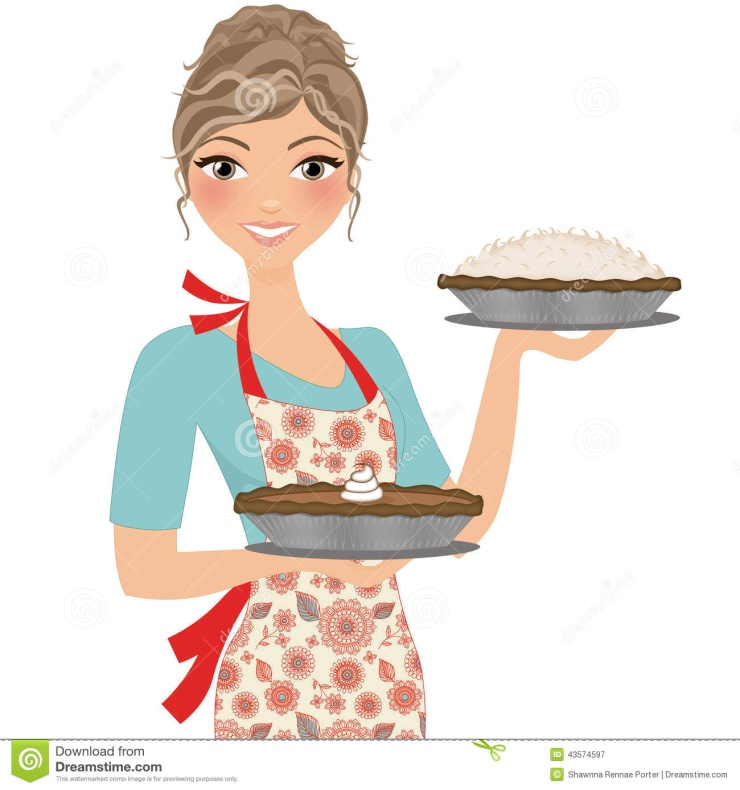 Download from
Dreamstime.com
This watermarked comp image is for previewing purposes only.
ID 43574597
© Shawnna Rennae Porter | Dreamstime.com
dreamstime